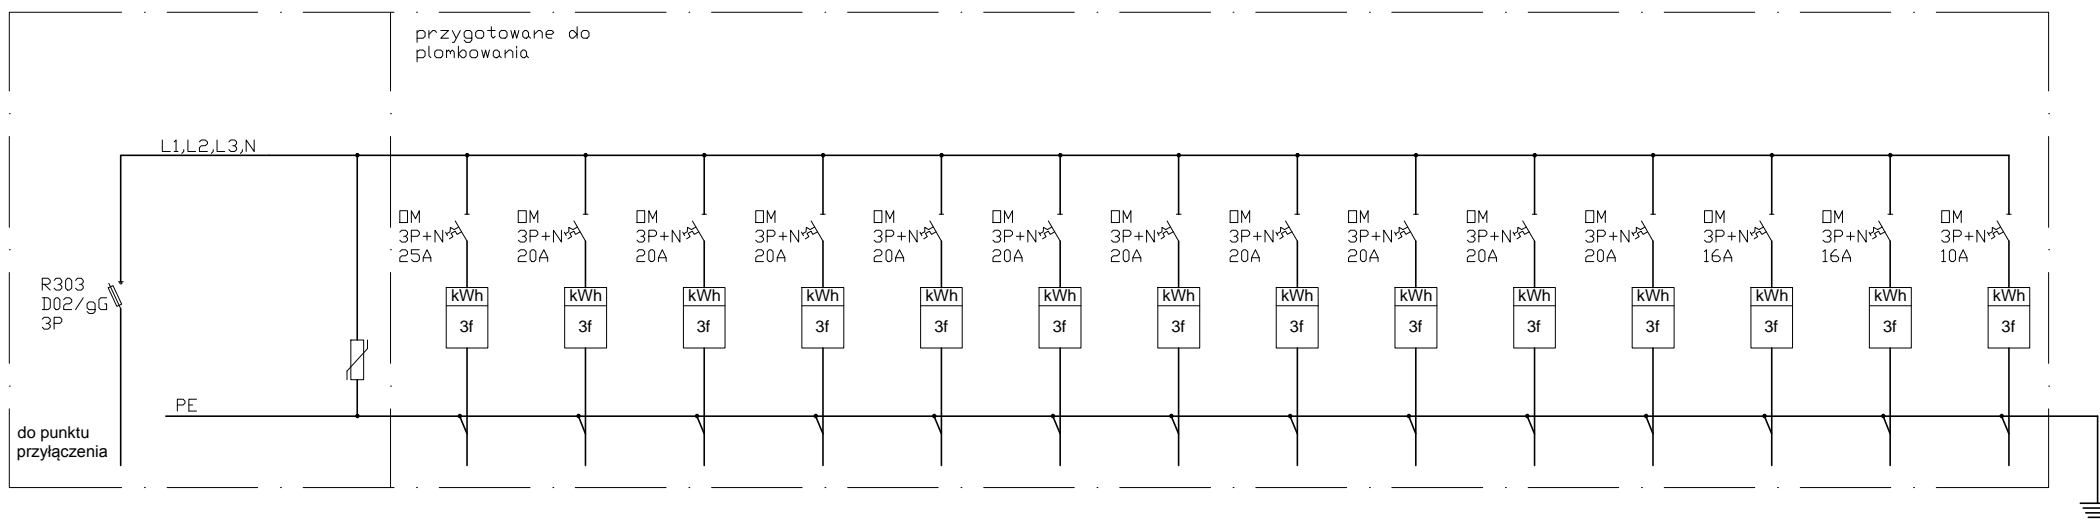 przygotowane do
plombowania
L1,L2,L3,N
□M
3P+N
25A
□M
3P+N
20A
□M
3P+N
20A
□M
3P+N
20A
□M
3P+N
20A
□M
3P+N
20A
□M
3P+N
20A
□M
3P+N
20A
□M
3P+N
20A
□M
3P+N
20A
□M
3P+N
20A
□M
3P+N
16A
□M
3P+N
16A
□M
3P+N
10A
R303
D02/gG
3P
kWh
3f
kWh
3f
kWh
3f
kWh
3f
kWh
3f
kWh
3f
kWh
3f
kWh
3f
kWh
3f
kWh
3f
kWh
3f
kWh
3f
kWh
3f
kWh
3f
PE
do punktu
przyłączenia